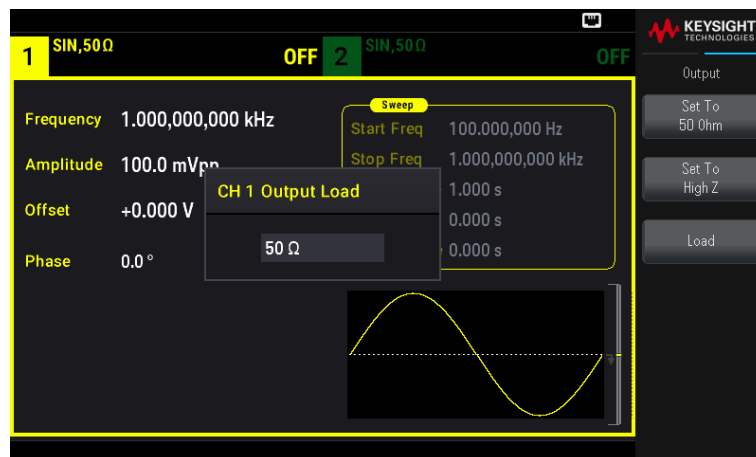 KEYSIGHT
TECHNOLOGIES
1 SIN,50Ω OFF 2 SIN,50Ω OFF
Output
Set To
50 Ohm
Set To
High Z
Load
Frequency 1.000,000,000 kHz
Amplitude 100.0 mVpp
Offset +0.000 V
Phase 0.0 °
Sweep
Start Freq 100.000,000 Hz
Stop Freq 1.000,000,000 kHz
1.000 s
0.000 s
0.000 s
CH 1 Output Load
50 Ω